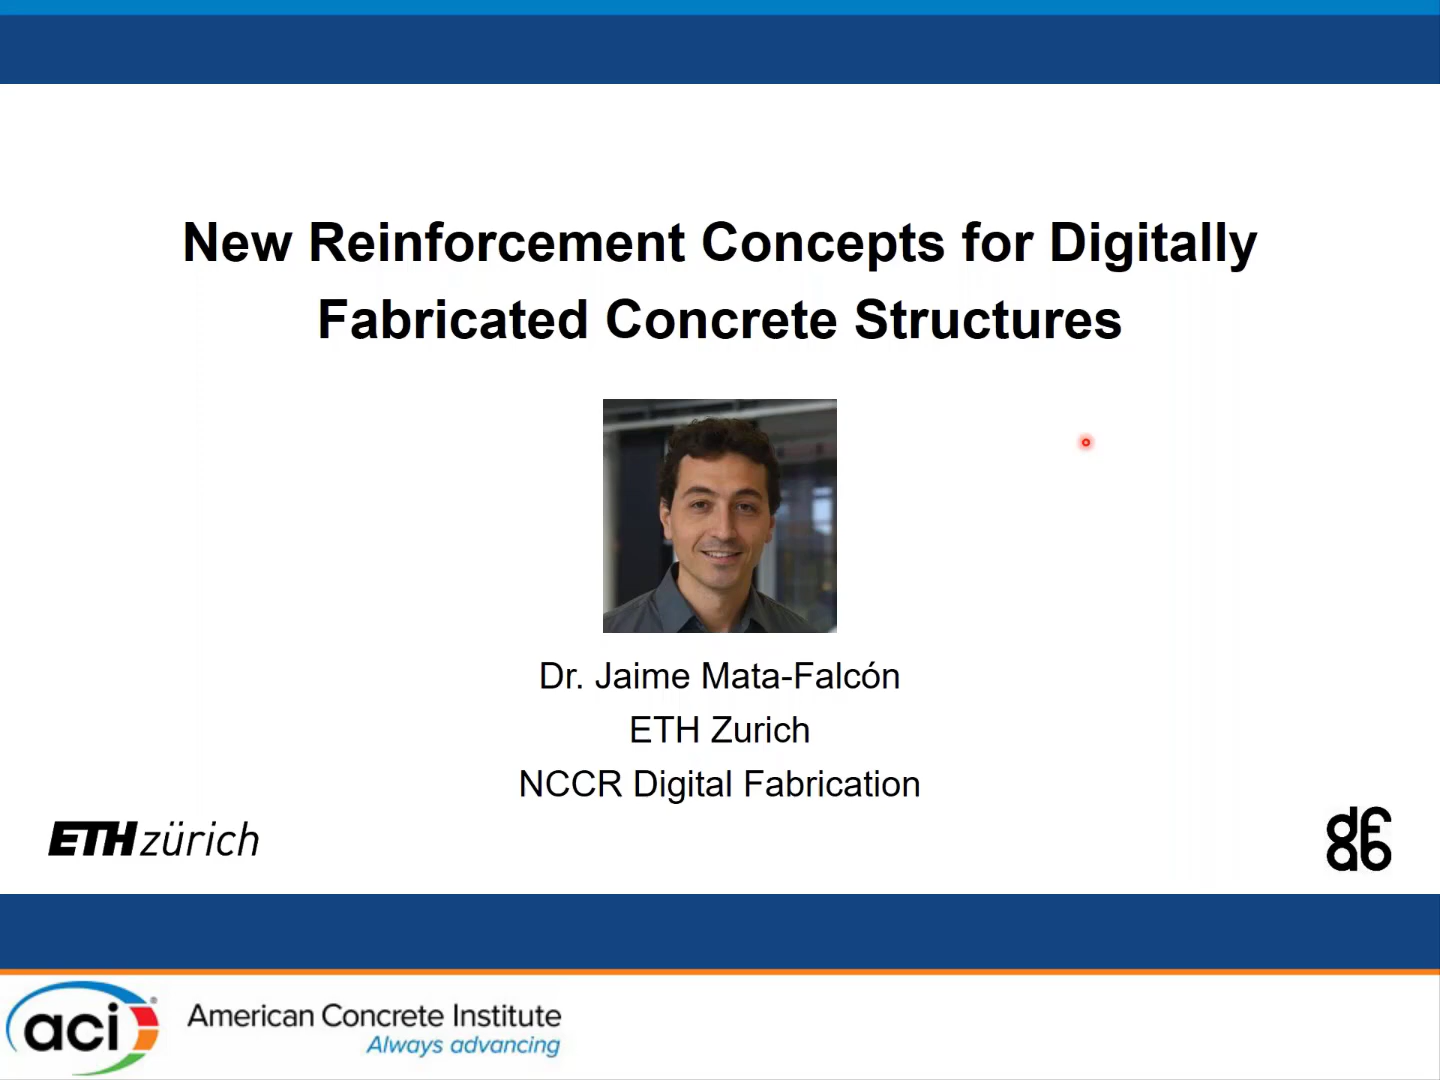 New Reinforcement Concepts for Digitally
Fabricated Concrete Structures
Dr. Jaime Mata-Falcón
ETH Zurich
NCCR Digital Fabrication
ETH zürich
dfab
aci
American Concrete Institute
Always advancing